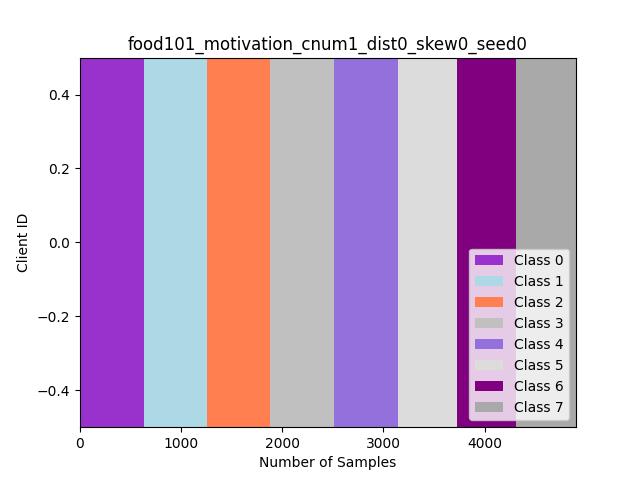 food101_motivation_cnum1_dist0_skew0_seed0
0.4
0.2
0.0
−0.2
−0.4
Client ID
0 1000 2000 3000 4000
Number of Samples
Class 0
Class 1
Class 2
Class 3
Class 4
Class 5
Class 6
Class 7